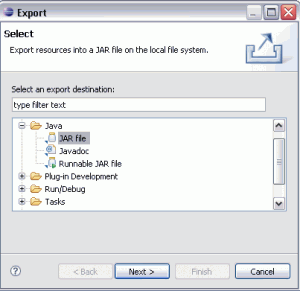 Export
Select
Export resources into a JAR file on the local file system.
Select an export destination:
type filter text
Java
JAR file
Javadoc
Runnable JAR file
Plug-in Development
Run/Debug
Tasks
?
< Back
Next >
Finish
Cancel